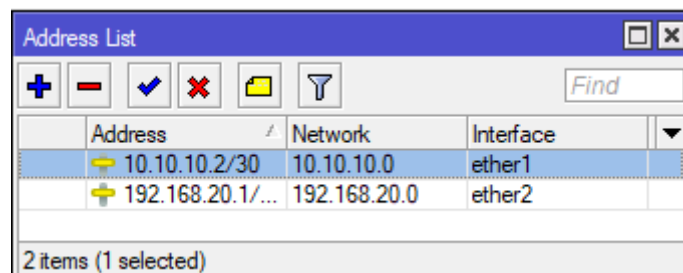 Address List
Find
Address Network Interface
10.10.10.2/30 10.10.10.0 ether1
192.168.20.1/... 192.168.20.0 ether2
2 items (1 selected)